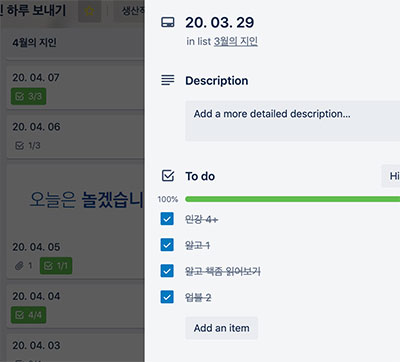 하루 보내기
생산적
4월의 지인
20. 04. 07
3/3
20. 04. 06
1/3
오늘은 놀겠습니
20. 04. 05
1 1/1
20. 04. 04
4/4
20. 04. 03
20. 03. 29
in list 3월의 지인
Description
Add a more detailed description...
To do
Hi
100%
인강 4+
알고 1
알고 책좀 읽어보기
엄블 2
Add an item